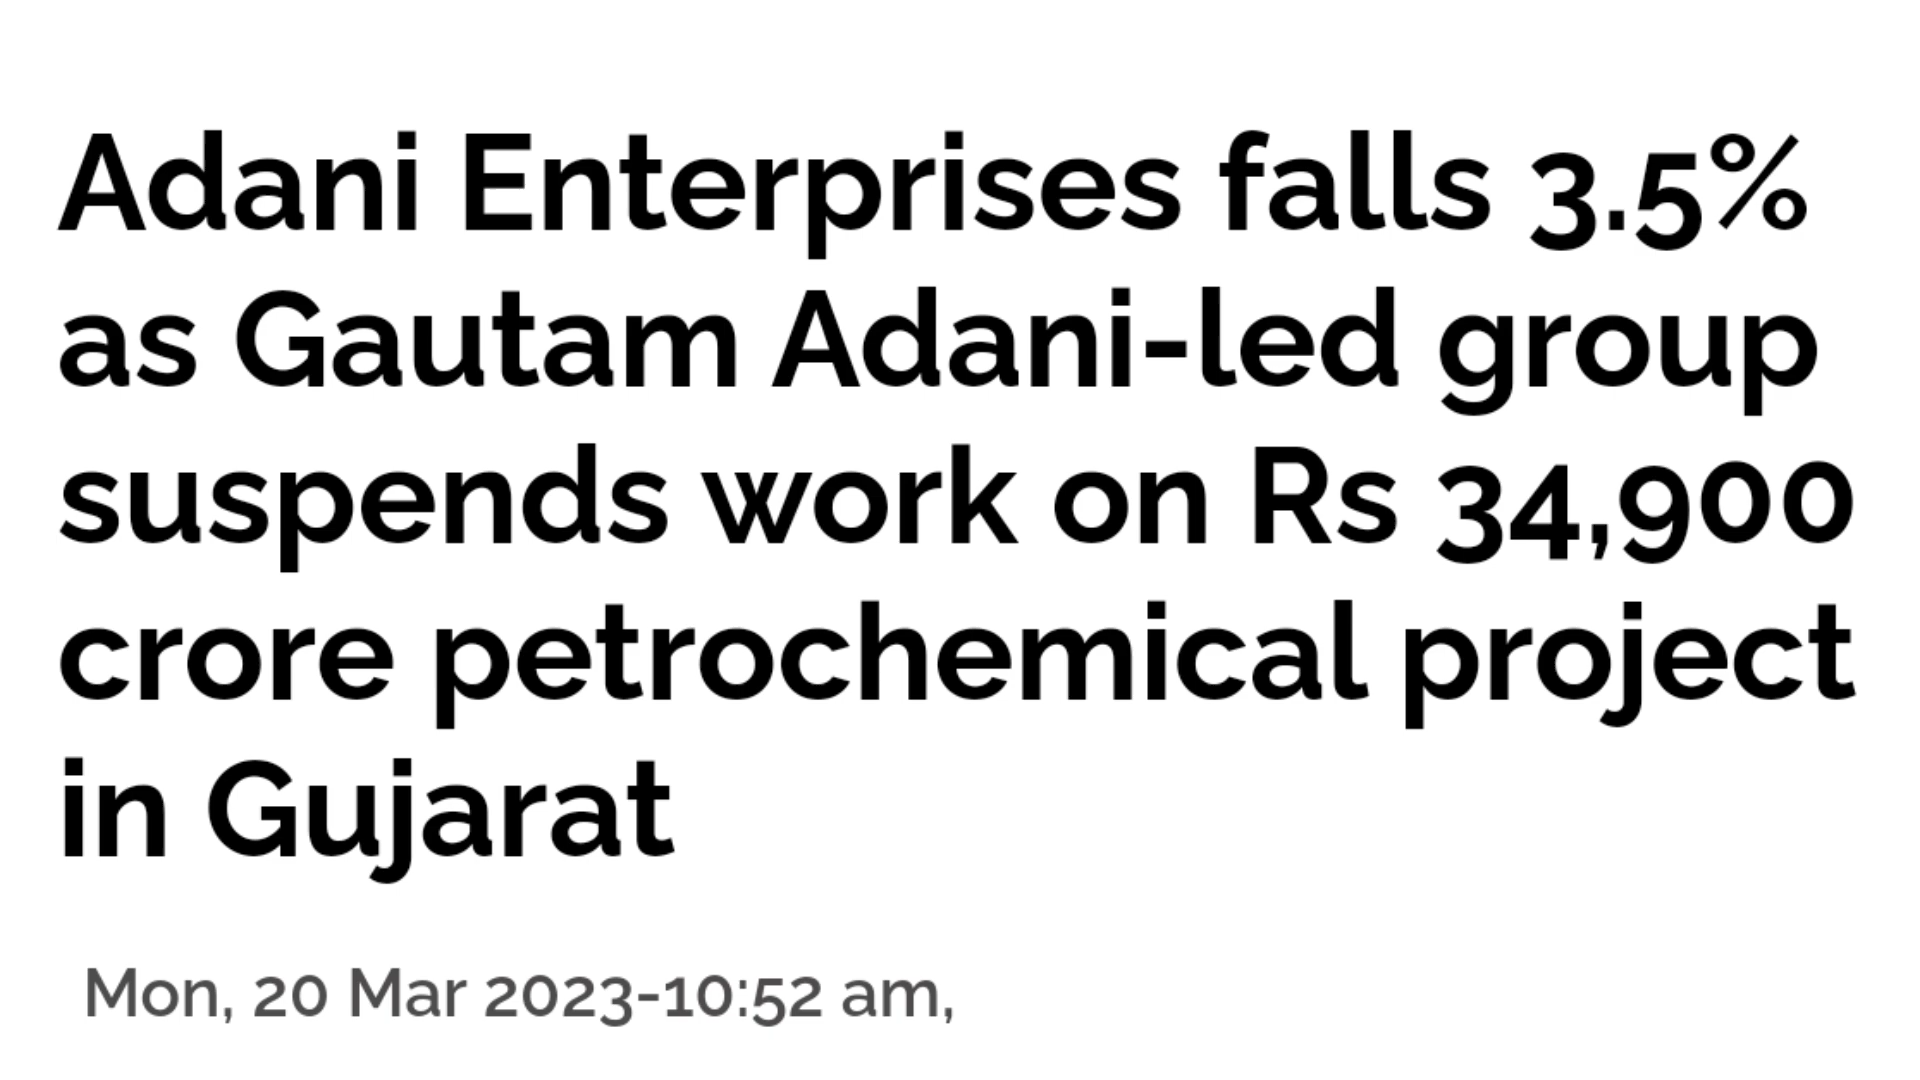 Adani Enterprises falls 3.5%
as Gautam Adani-led group
suspends work on Rs 34,900
crore petrochemical project
in Gujarat
Mon, 20 Mar 2023-10:52 am,